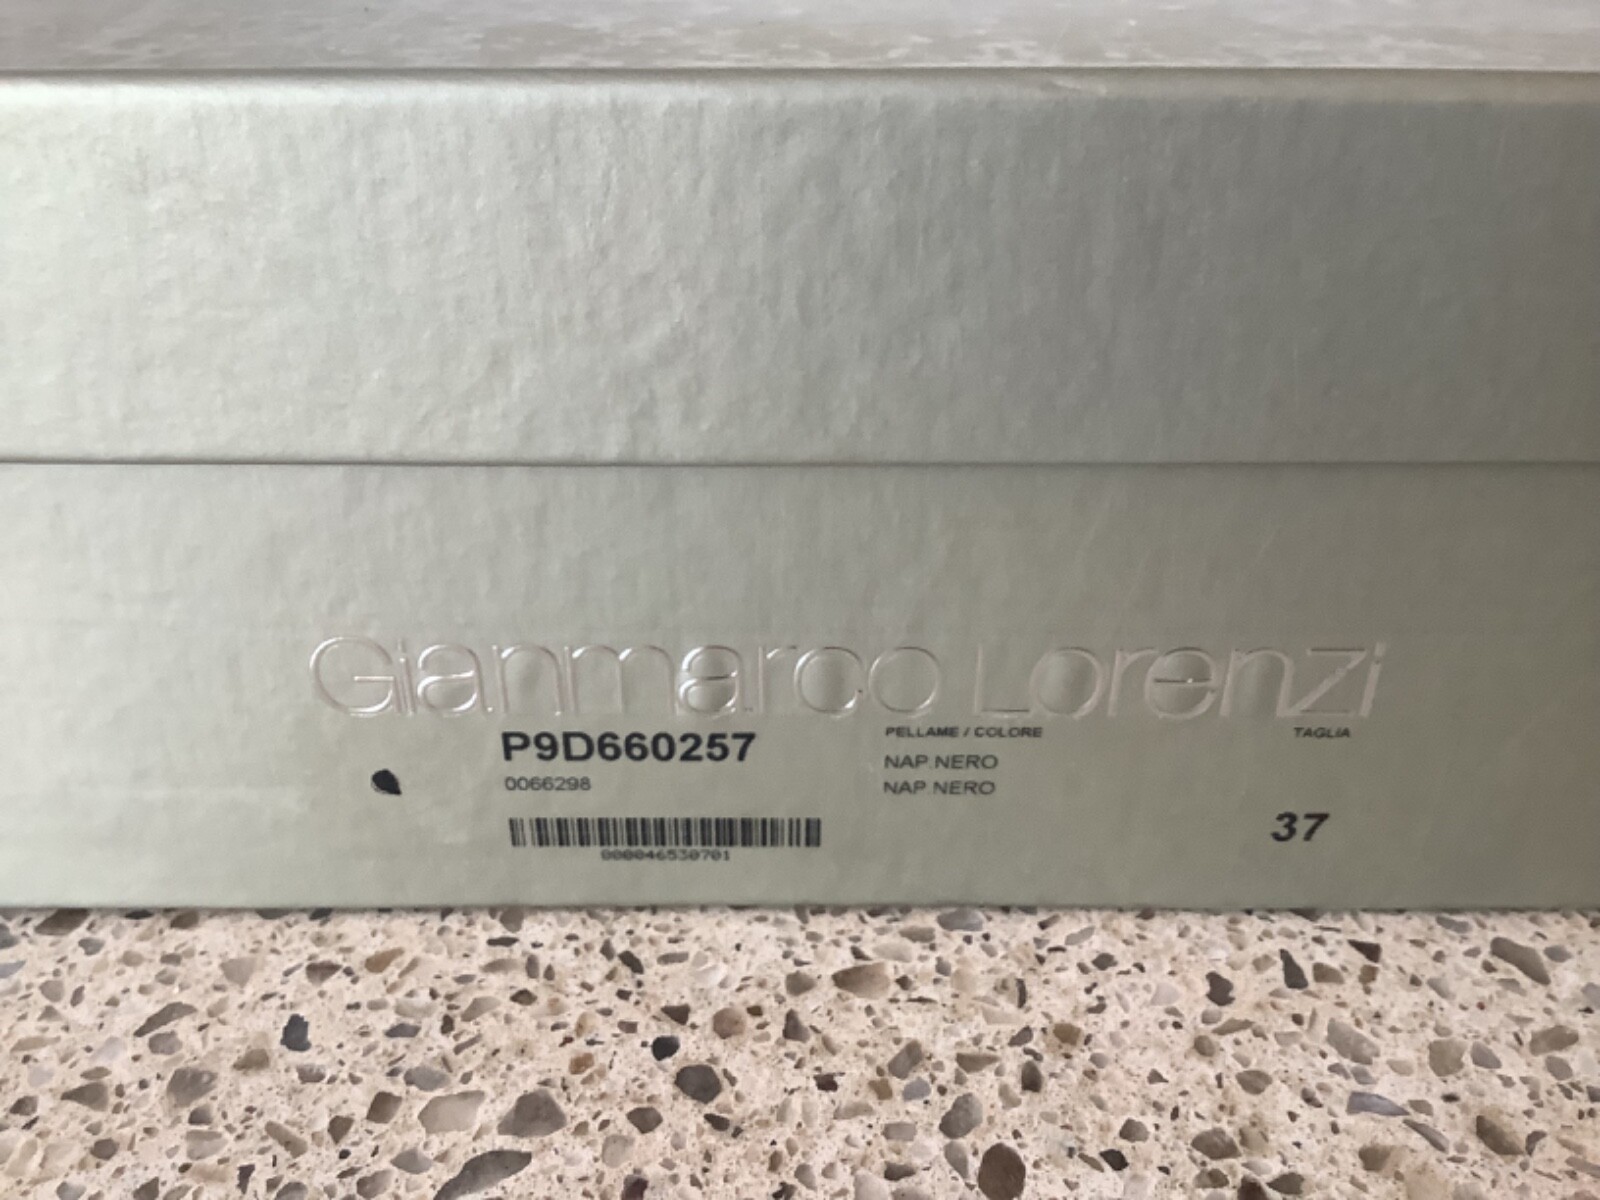 Gianmarco Lorenzi
P9D660257
0066298
000046530701
PELLAME / COLORE
NAP.NERO
NAP.NERO
TAGLIA
37